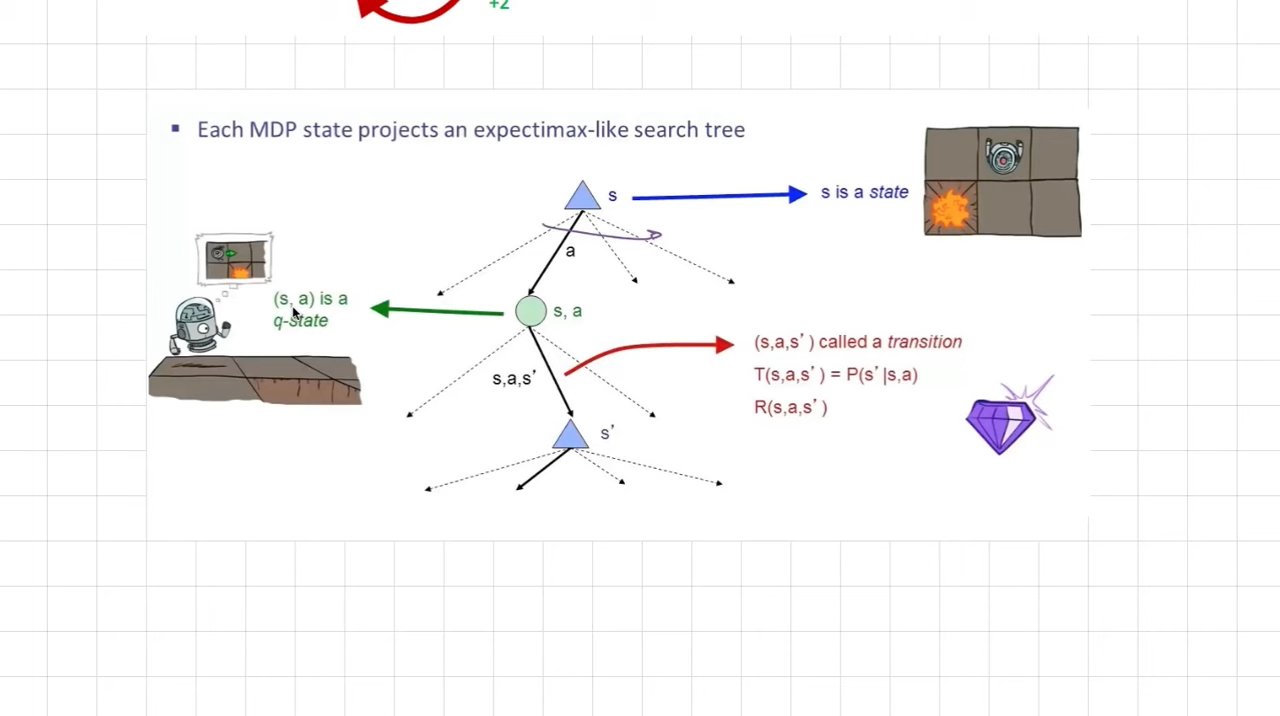 +2
▪ Each MDP state projects an expectimax-like search tree
s
s is a state
a
(s, a) is a
q-state
s, a
s,a,s’
(s,a,s’) called a transition
T(s,a,s’) = P(s’|s,a)
R(s,a,s’)
s’